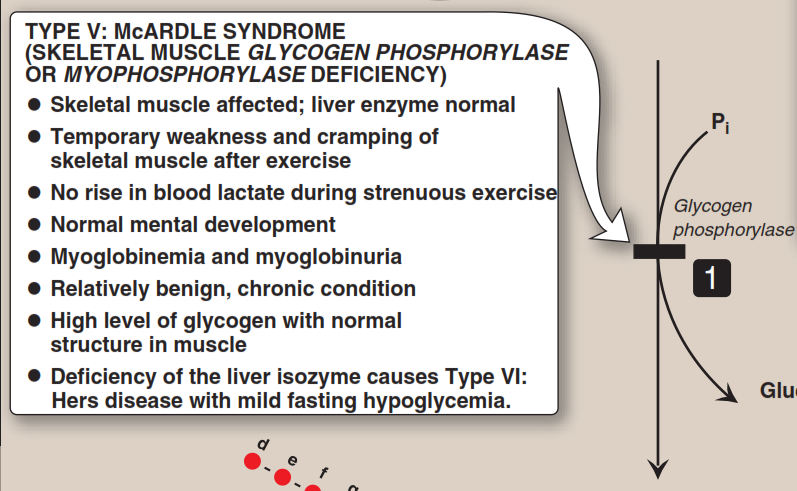 TYPE V: McARDLE SYNDROME
(SKELETAL MUSCLE GLYCOGEN PHOSPHORYLASE
OR MYOPHOSPHORYLASE DEFICIENCY)
● Skeletal muscle affected; liver enzyme normal
● Temporary weakness and cramping of
skeletal muscle after exercise
● No rise in blood lactate during strenuous exercise
● Normal mental development
● Myoglobinemia and myoglobinuria
● Relatively benign, chronic condition
● High level of glycogen with normal
structure in muscle
● Deficiency of the liver isozyme causes Type VI:
Hers disease with mild fasting hypoglycemia.
Pi
Glycogen
phosphorylase
1
d
e
f